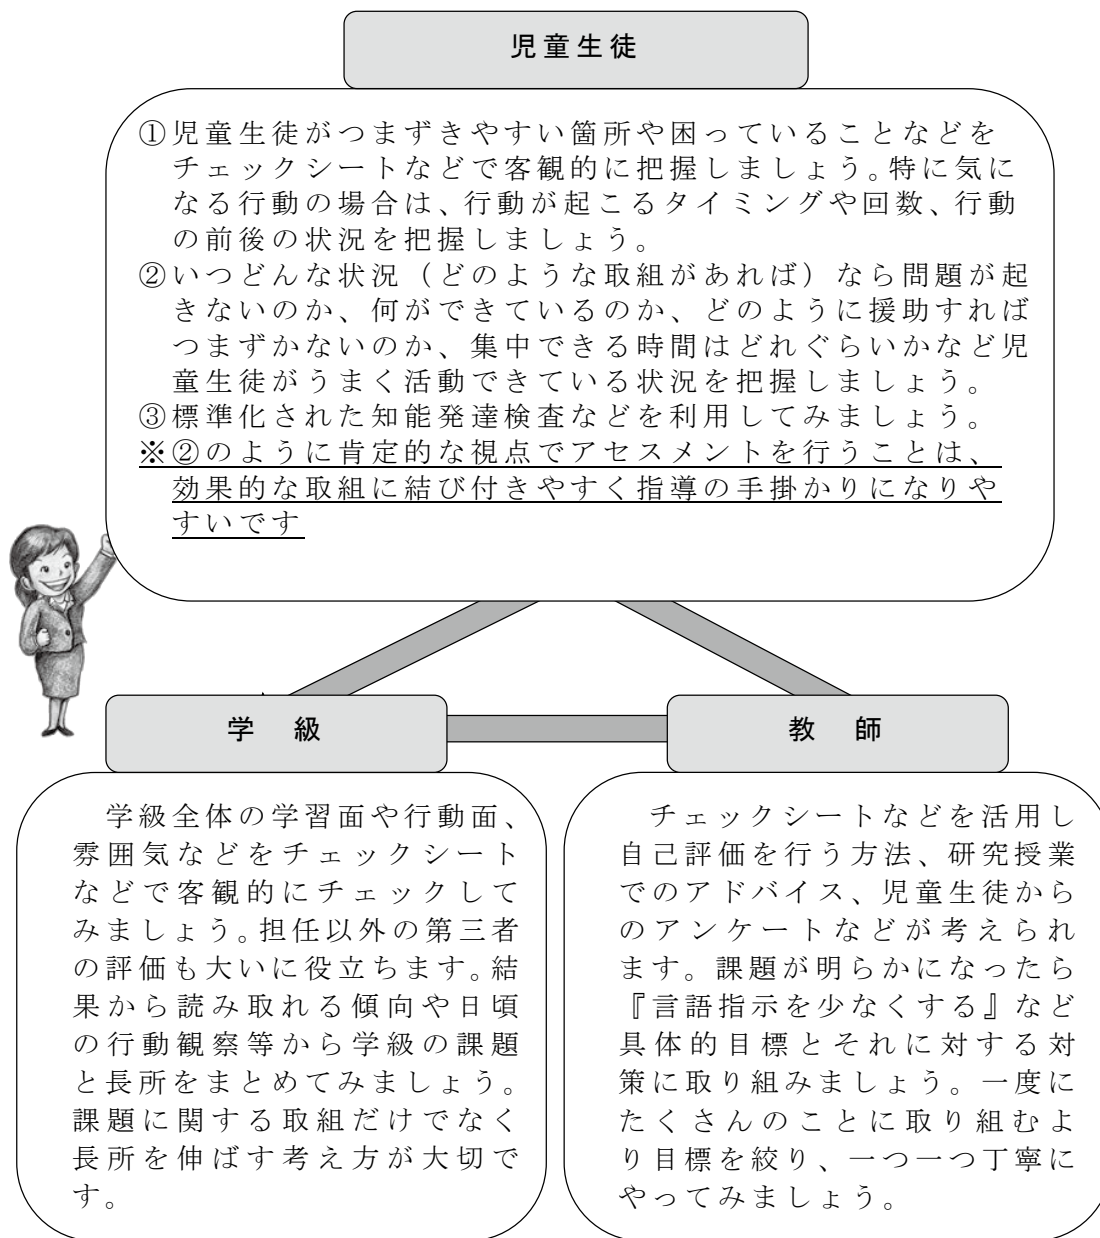 児童生徒
①児童生徒がつまずきやすい箇所や困っていることなどを
チェックシートなどで客観的に把握しましょう。特に気に
なる行動の場合は、行動が起こるタイミングや回数、行動
の前後の状況を把握しましょう。
②いつどんな状況（どのような取組があれば）なら問題が起
きないのか、何ができているのか、どのように援助すれば
つまずかないのか、集中できる時間はどれぐらいかなど児
童生徒がうまく活動できている状況を把握しましょう。
③標準化された知能発達検査などを利用してみましょう。
※②のように肯定的な視点でアセスメントを行うことは、
効果的な取組に結び付きやすく指導の手掛かりになりや
すいです
学　級
学級全体の学習面や行動面、
雰囲気などをチェックシート
などで客観的にチェックして
みましょう。担任以外の第三者
の評価も大いに役立ちます。結
果から読み取れる傾向や日頃
の行動観察等から学級の課題
と長所をまとめてみましょう。
課題に関する取組だけでなく
長所を伸ばす考え方が大切で
す。
教　師
チェックシートなどを活用し
自己評価を行う方法、研究授業
でのアドバイス、児童生徒から
のアンケートなどが考えられ
ます。課題が明らかになったら
『言語指示を少なくする』など
具体的目標とそれに対する対
策に取り組みましょう。一度に
たくさんのことに取り組むよ
り目標を絞り、一つ一つ丁寧に
やってみましょう。